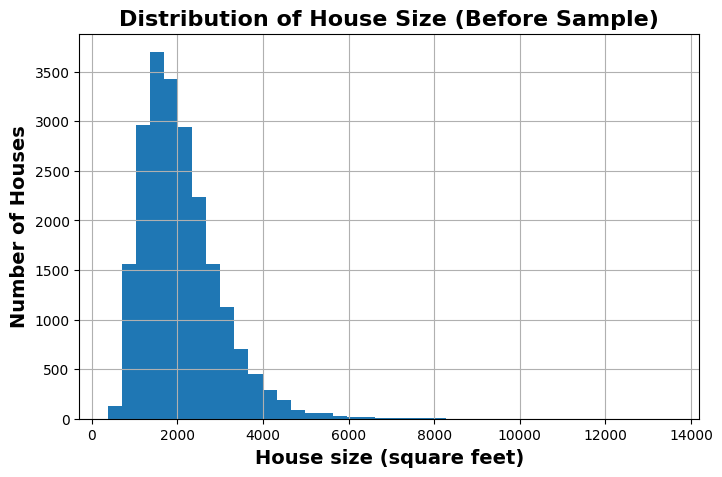 Distribution of House Size (Before Sample)
Number of Houses
3500
3000
2500
2000
1500
1000
500
0
0 2000 4000 6000 8000 10000 12000 14000
House size (square feet)